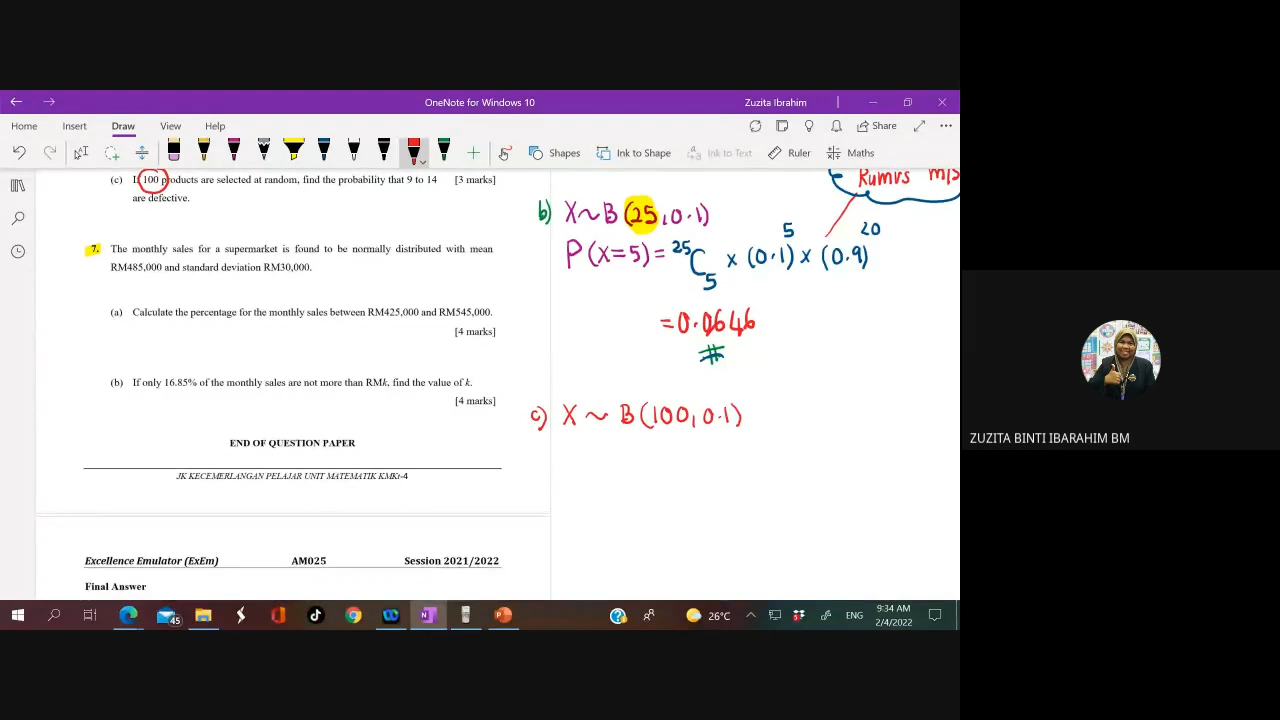 OneNote for Windows 10
Zuzita Ibrahim
Home Insert Draw View Help
Share
Shapes Ink to Shape Ink to Text Ruler Maths
(c) If 100 products are selected at random, find the probability that 9 to 14 [3 marks]
are defective.
7. The monthly sales for a supermarket is found to be normally distributed with mean
RM485,000 and standard deviation RM30,000.
(a) Calculate the percentage for the monthly sales between RM425,000 and RM545,000.
[4 marks]
(b) If only 16.85% of the monthly sales are not more than RMk, find the value of k.
[4 marks]
END OF QUESTION PAPER
JK KECEMERLANGAN PELAJAR UNIT MATEMATIK KMKt-4
Excellence Emulator (ExEm) AM025 Session 2021/2022
Final Answer
Rumus m/s
b) X ~ B (25, 0.1)
P(X=5) = ²⁵C₅ × (0.1)⁵ × (0.9)²⁰
= 0.0646
#
c) X ~ B (100, 0.1)
ZUZITA BINTI IBARAHIM BM
45
26°C
ENG
9:34 AM
2/4/2022